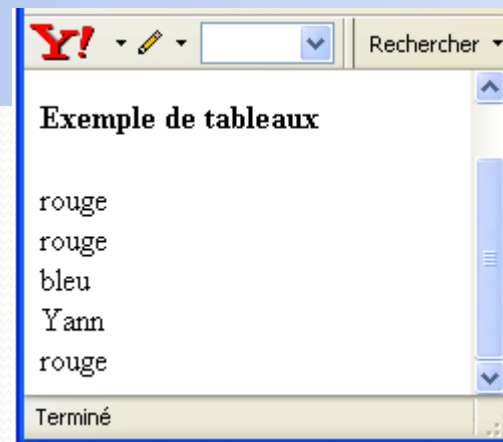 Y! Rechercher
Exemple de tableaux
rouge
rouge
bleu
Yann
rouge
Terminé